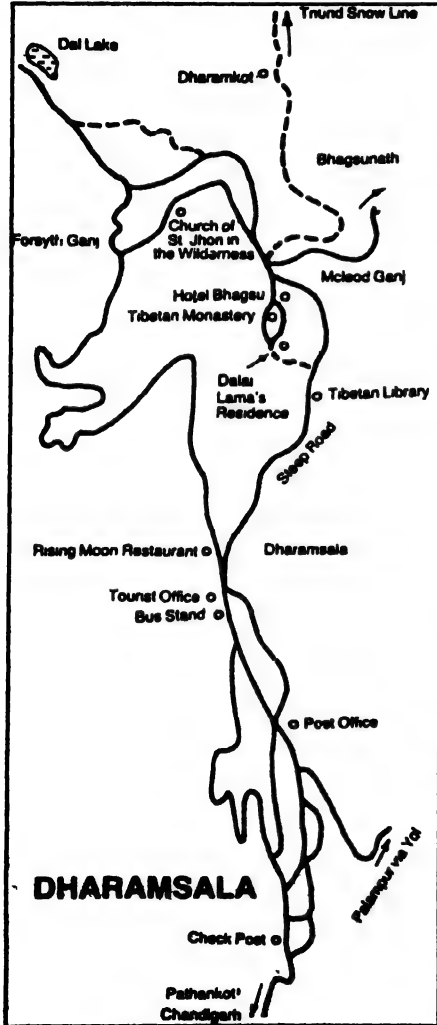 Triund Snow Line
Dal Lake
Dharamkot
Bhagsunath
Church of
St Jhon in
the Wilderness
Forsyth Ganj
Mcleod Ganj
Hotel Bhagsu
Tibetan Monastery
Dalai
Lama's
Residence
Tibetan Library
Steep Road
Rising Moon Restaurant
Dharamsala
Tourist Office
Bus Stand
Post Office
Palampur via Yol
DHARAMSALA
Check Post
Pathankot'
Chandigarh